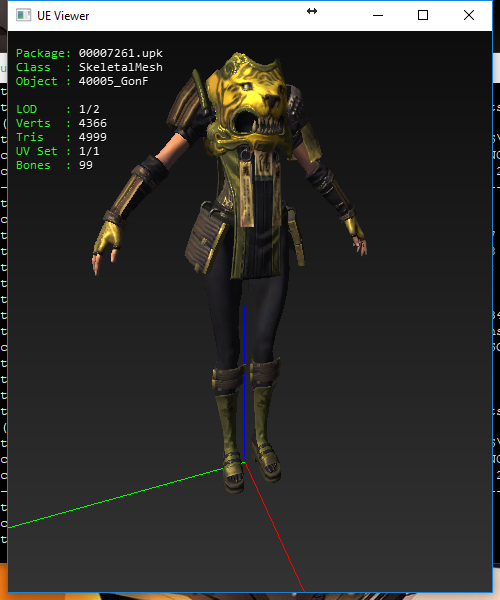 UE Viewer
Package: 00007261.upk
Class : SkeletalMesh
Object : 40005_GonF
LOD : 1/2
Verts : 4366
Tris : 4999
UV Set : 1/1
Bones : 99